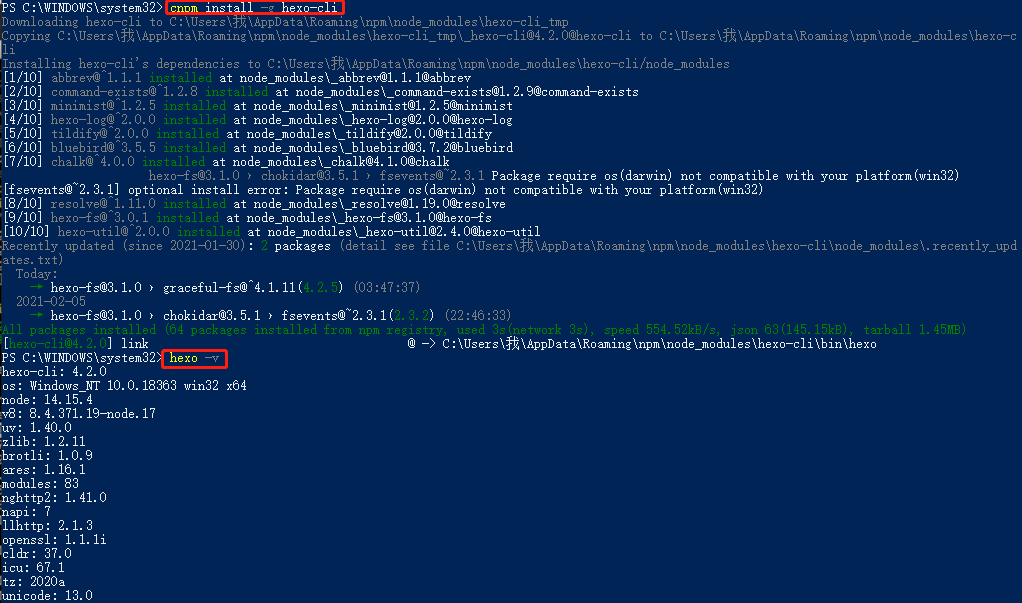 PS C:\WINDOWS\system32> cnpm install -g hexo-cli
Downloading hexo-cli to C:\Users\我\AppData\Roaming\npm\node_modules\hexo-cli_tmp
Copying C:\Users\我\AppData\Roaming\npm\node_modules\hexo-cli_tmp\_hexo-cli@4.2.0@hexo-cli to C:\Users\我\AppData\Roaming\npm\node_modules\hexo-c
li
Installing hexo-cli's dependencies to C:\Users\我\AppData\Roaming\npm\node_modules\hexo-cli/node_modules
[1/10] abbrev@^1.1.1 installed at node_modules\_abbrev@1.1.1@abbrev
[2/10] command-exists@^1.2.8 installed at node_modules\_command-exists@1.2.9@command-exists
[3/10] minimist@^1.2.5 installed at node_modules\_minimist@1.2.5@minimist
[4/10] hexo-log@^2.0.0 installed at node_modules\_hexo-log@2.0.0@hexo-log
[5/10] tildify@^2.0.0 installed at node_modules\_tildify@2.0.0@tildify
[6/10] bluebird@^3.5.5 installed at node_modules\_bluebird@3.7.2@bluebird
[7/10] chalk@^4.0.0 installed at node_modules\_chalk@4.1.0@chalk
hexo-fs@3.1.0 › chokidar@3.5.1 › fsevents@~2.3.1 Package require os(darwin) not compatible with your platform(win32)
[fsevents@~2.3.1] optional install error: Package require os(darwin) not compatible with your platform(win32)
[8/10] resolve@^1.11.0 installed at node_modules\_resolve@1.19.0@resolve
[9/10] hexo-fs@^3.0.1 installed at node_modules\_hexo-fs@3.1.0@hexo-fs
[10/10] hexo-util@^2.0.0 installed at node_modules\_hexo-util@2.4.0@hexo-util
Recently updated (since 2021-01-30): 2 packages (detail see file C:\Users\我\AppData\Roaming\npm\node_modules\hexo-cli\node_modules\.recently_upd
ates.txt)
Today:
→ hexo-fs@3.1.0 › graceful-fs@^4.1.11(4.2.5) (03:47:37)
2021-02-05
→ hexo-fs@3.1.0 › chokidar@3.5.1 › fsevents@~2.3.1(2.3.2) (22:46:33)
All packages installed (64 packages installed from npm registry, used 3s(network 3s), speed 554.52kB/s, json 63(145.15kB), tarball 1.45MB)
[hexo-cli@4.2.0] link @ -> C:\Users\我\AppData\Roaming\npm\node_modules\hexo-cli\bin\hexo
PS C:\WINDOWS\system32> hexo -v
hexo-cli: 4.2.0
os: Windows_NT 10.0.18363 win32 x64
node: 14.15.4
v8: 8.4.371.19-node.17
uv: 1.40.0
zlib: 1.2.11
brotli: 1.0.9
ares: 1.16.1
modules: 83
nghttp2: 1.41.0
napi: 7
llhttp: 2.1.3
openssl: 1.1.1i
cldr: 37.0
icu: 67.1
tz: 2020a
unicode: 13.0